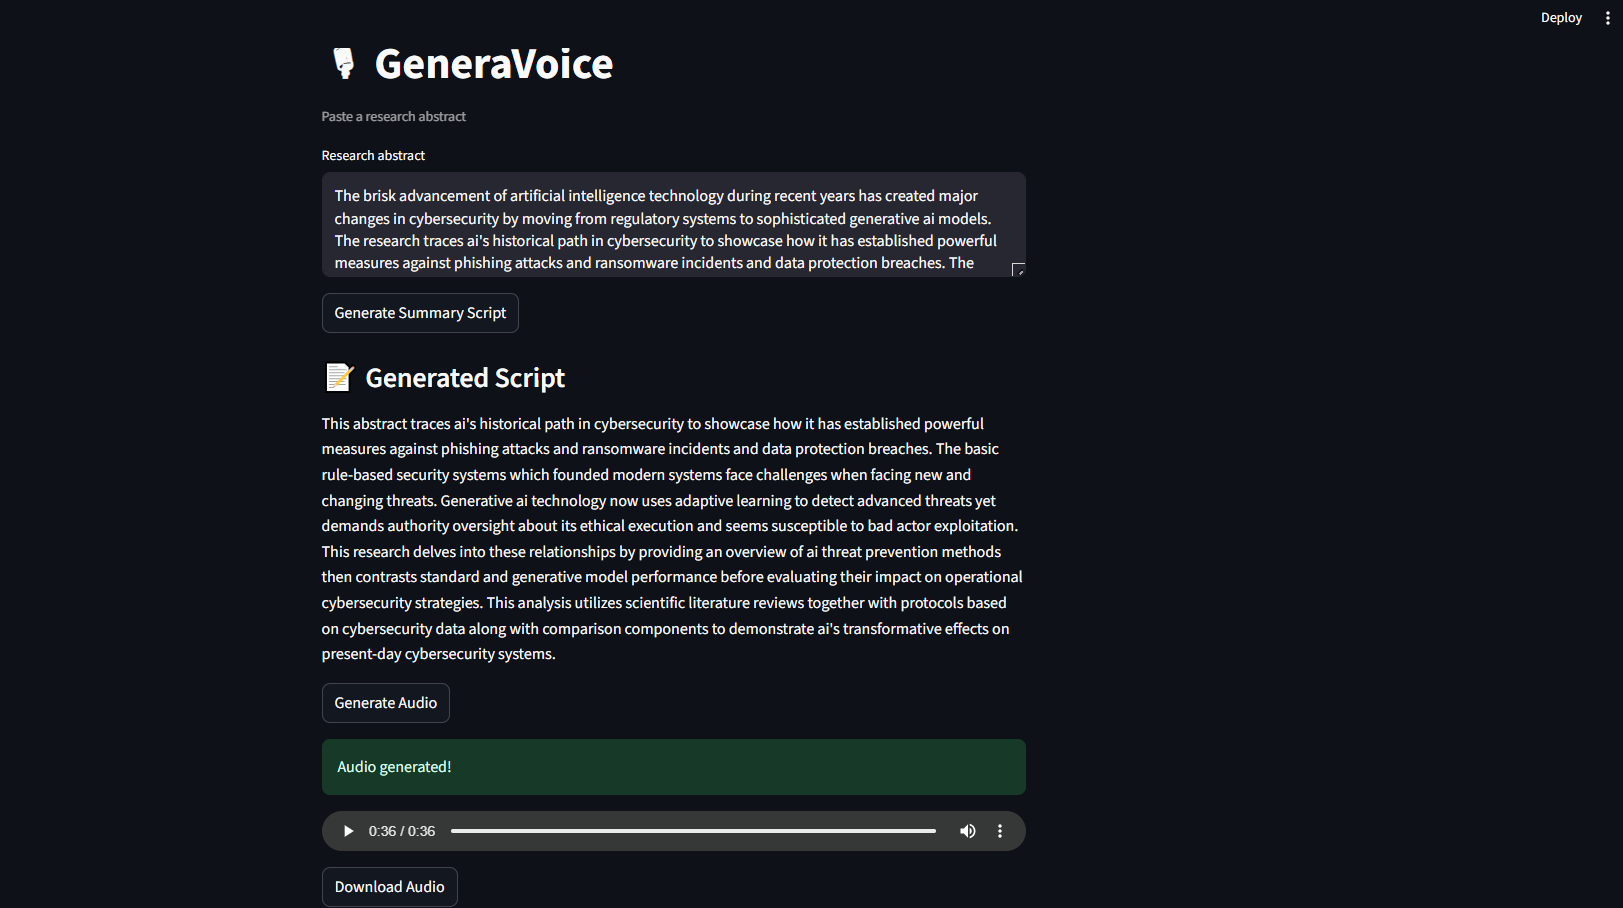 Deploy
GeneraVoice
Paste a research abstract
Research abstract
The brisk advancement of artificial intelligence technology during recent years has created major
changes in cybersecurity by moving from regulatory systems to sophisticated generative ai models.
The research traces ai's historical path in cybersecurity to showcase how it has established powerful
measures against phishing attacks and ransomware incidents and data protection breaches. The
Generate Summary Script
Generated Script
This abstract traces ai's historical path in cybersecurity to showcase how it has established powerful
measures against phishing attacks and ransomware incidents and data protection breaches. The basic
rule-based security systems which founded modern systems face challenges when facing new and
changing threats. Generative ai technology now uses adaptive learning to detect advanced threats yet
demands authority oversight about its ethical execution and seems susceptible to bad actor exploitation.
This research delves into these relationships by providing an overview of ai threat prevention methods
then contrasts standard and generative model performance before evaluating their impact on operational
cybersecurity strategies. This analysis utilizes scientific literature reviews together with protocols based
on cybersecurity data along with comparison components to demonstrate ai's transformative effects on
present-day cybersecurity systems.
Generate Audio
Audio generated!
0:36 / 0:36
Download Audio